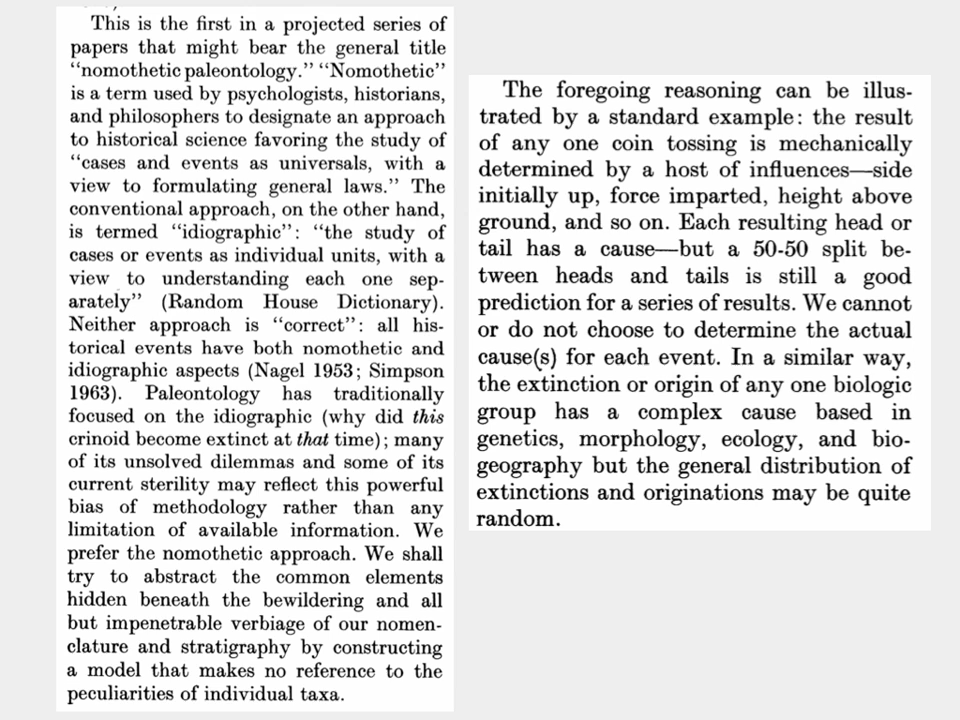 This is the first in a projected series of
papers that might bear the general title
“nomothetic paleontology.” “Nomothetic”
is a term used by psychologists, historians,
and philosophers to designate an approach
to historical science favoring the study of
“cases and events as universals, with a
view to formulating general laws.” The
conventional approach, on the other hand,
is termed “idiographic”: “the study of
cases or events as individual units, with a
view to understanding each one sep-
arately” (Random House Dictionary).
Neither approach is “correct”: all his-
torical events have both nomothetic and
idiographic aspects (Nagel 1953; Simpson
1963). Paleontology has traditionally
focused on the idiographic (why did this
crinoid become extinct at that time); many
of its unsolved dilemmas and some of its
current sterility may reflect this powerful
bias of methodology rather than any
limitation of available information. We
prefer the nomothetic approach. We shall
try to abstract the common elements
hidden beneath the bewildering and all
but impenetrable verbiage of our nomen-
clature and stratigraphy by constructing
a model that makes no reference to the
peculiarities of individual taxa.
The foregoing reasoning can be illus-
trated by a standard example: the result
of any one coin tossing is mechanically
determined by a host of influences—side
initially up, force imparted, height above
ground, and so on. Each resulting head or
tail has a cause—but a 50-50 split be-
tween heads and tails is still a good
prediction for a series of results. We cannot
or do not choose to determine the actual
cause(s) for each event. In a similar way,
the extinction or origin of any one biologic
group has a complex cause based in
genetics, morphology, ecology, and bio-
geography but the general distribution of
extinctions and originations may be quite
random.